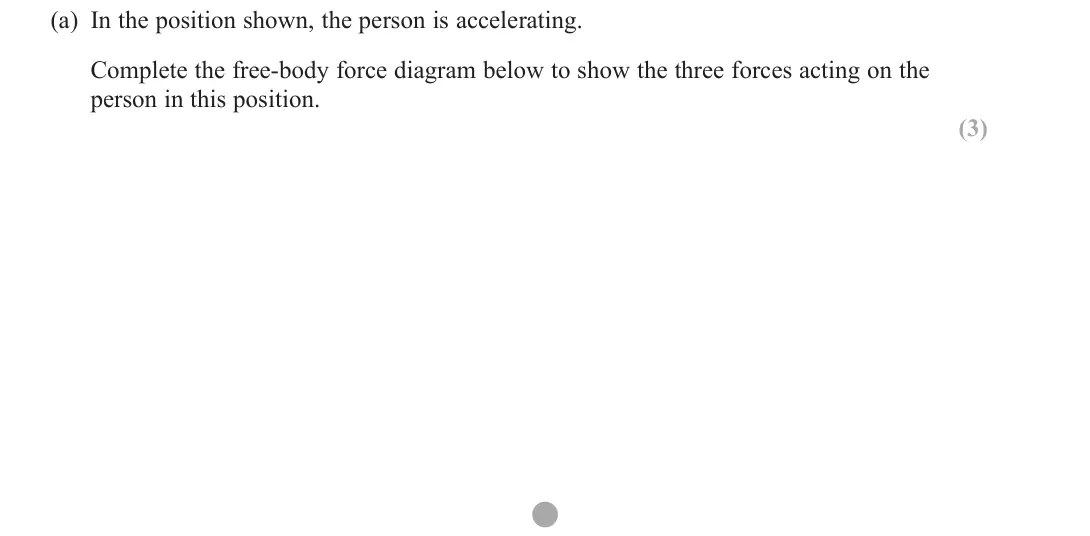 (a) In the position shown, the person is accelerating.
Complete the free-body force diagram below to show the three forces acting on the
person in this position.
(3)